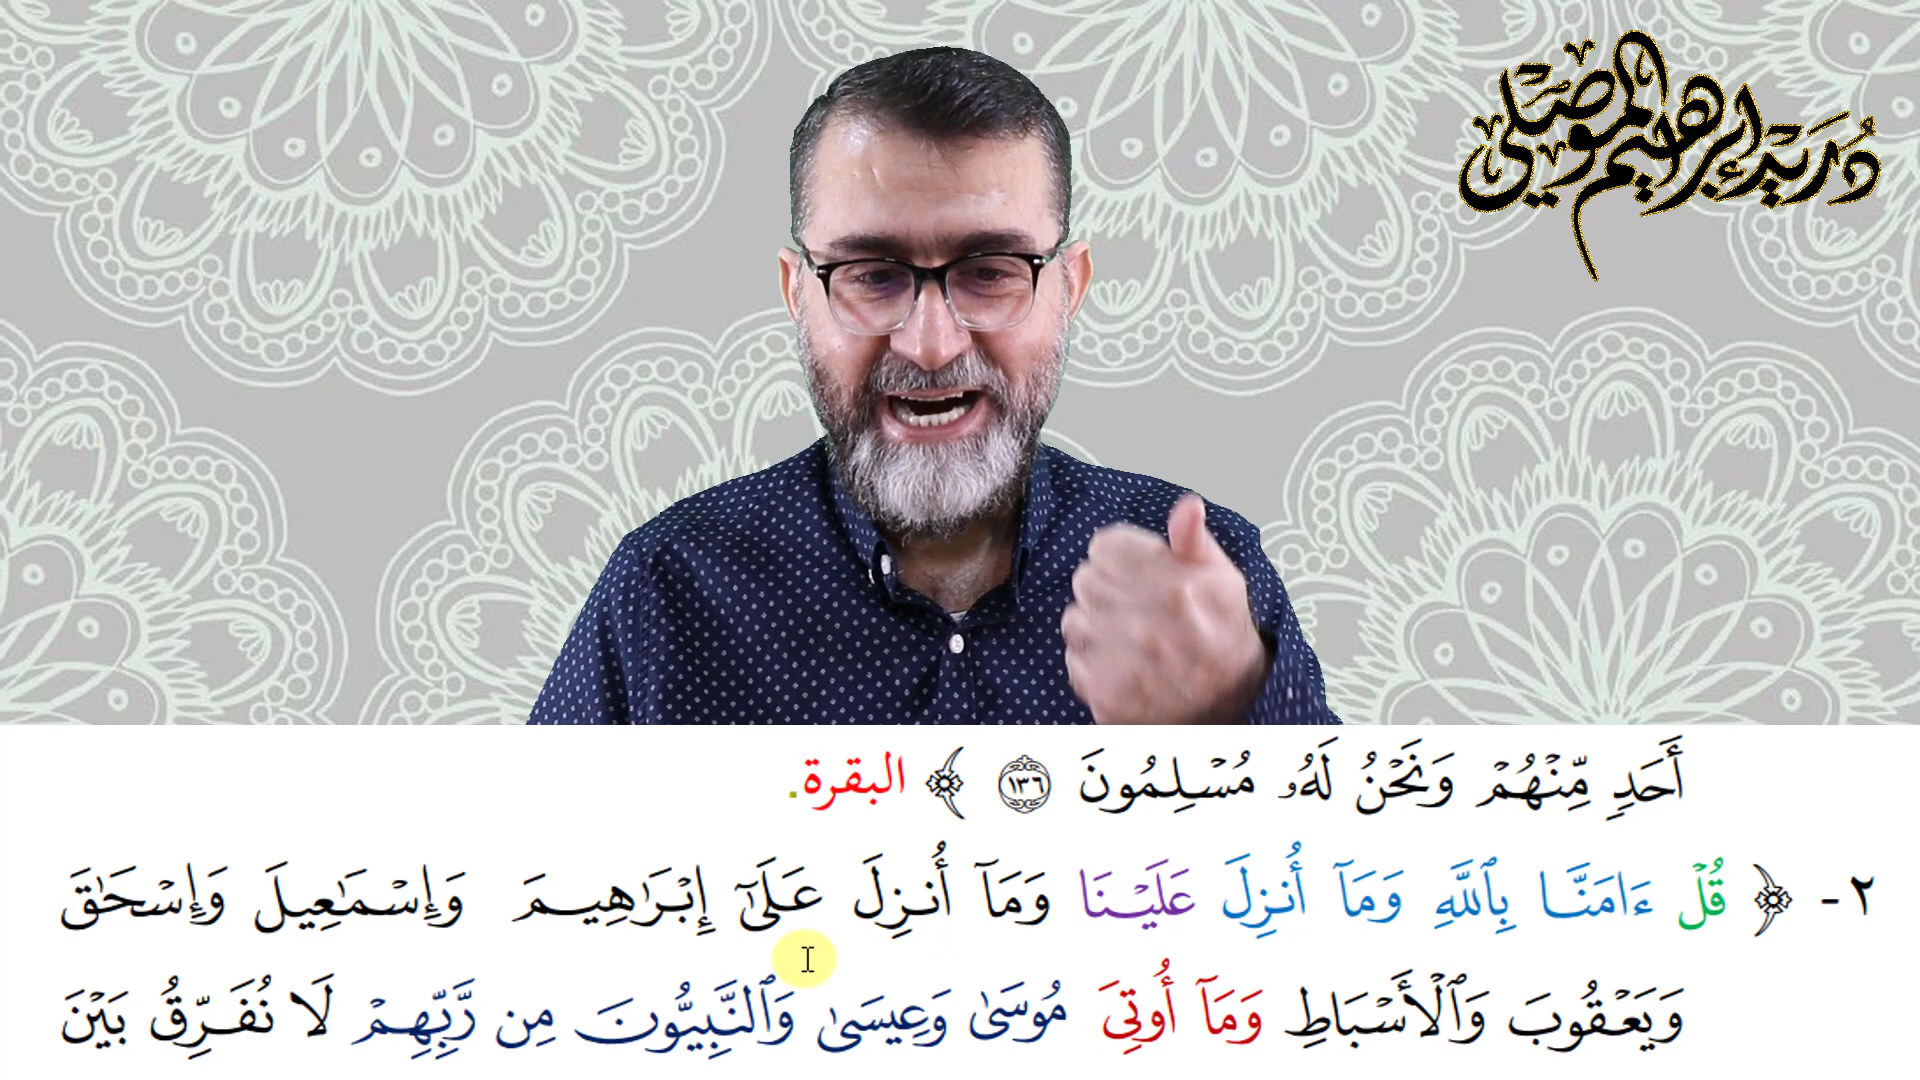 دُرَيْد إبراهيم الموصلي
أَحَدٖ مِّنۡهُمۡ وَنَحۡنُ لَهُۥ مُسۡلِمُونَ ١٣٦ ﴾ البقرة.
٢- ﴿ قُلۡ ءَامَنَّا بِٱللَّهِ وَمَآ أُنزِلَ عَلَيۡنَا وَمَآ أُنزِلَ عَلَىٰٓ إِبۡرَٰهِيمَ وَإِسۡمَٰعِيلَ وَإِسۡحَٰقَ
وَيَعۡقُوبَ وَٱلۡأَسۡبَاطِ وَمَآ أُوتِيَ مُوسَىٰ وَعِيسَىٰ وَٱلنَّبِيُّونَ مِن رَّبِّهِمۡ لَا نُفَرِّقُ بَيۡنَ